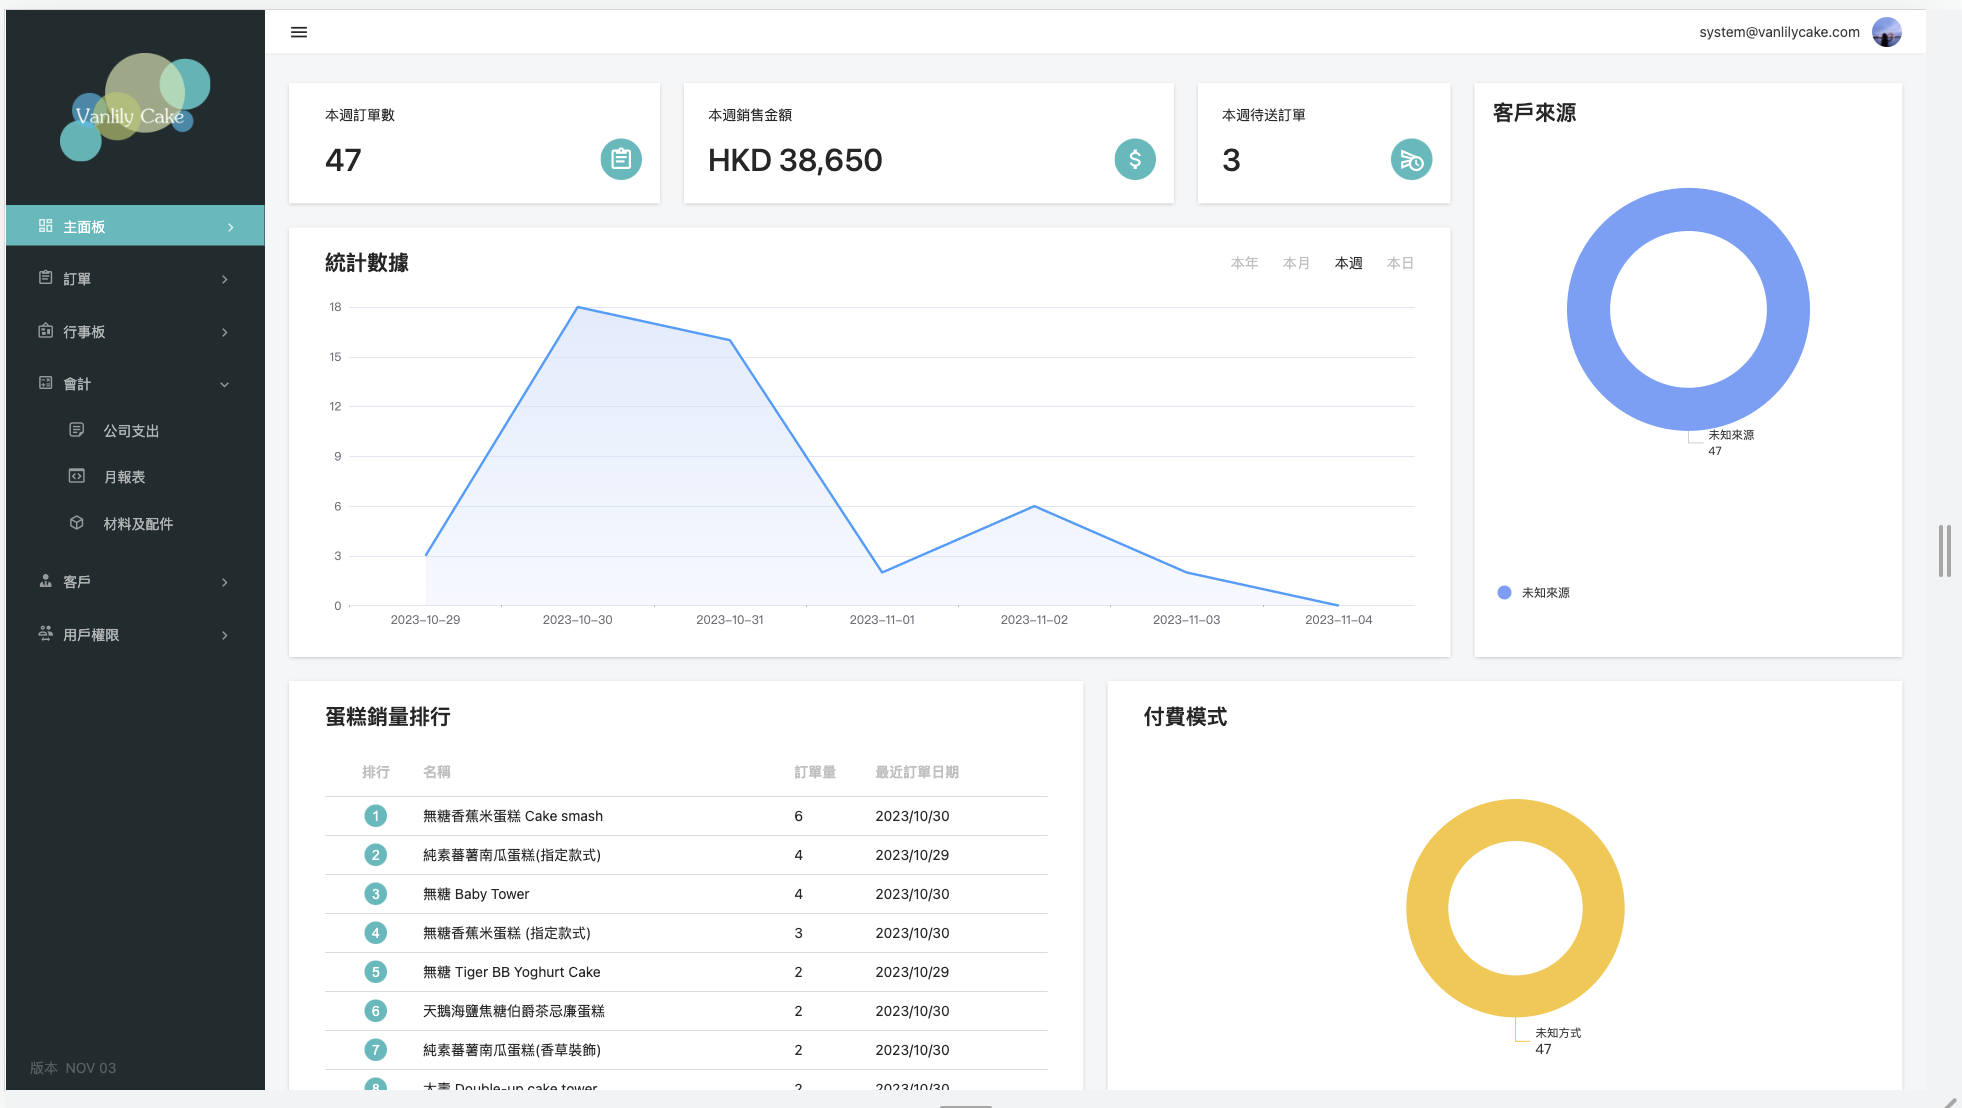 Vanlily Cake
主面板
訂單
行事板
會計
公司支出
月報表
材料及配件
客戶
用戶權限
版本 NOV 03
system@vanlilycake.com
本週訂單數
47
本週銷售金額
HKD 38,650
本週待送訂單
3
統計數據
本年 本月 本週 本日
18
15
12
9
6
3
0
2023-10-29 2023-10-30 2023-10-31 2023-11-01 2023-11-02 2023-11-03 2023-11-04
客戶來源
未知來源
47
未知來源
蛋糕銷量排行
排行 名稱 訂單量 最近訂單日期
1 無糖香蕉米蛋糕 Cake smash 6 2023/10/30
2 純素蕃薯南瓜蛋糕(指定款式) 4 2023/10/29
3 無糖 Baby Tower 4 2023/10/30
4 無糖香蕉米蛋糕 (指定款式) 3 2023/10/30
5 無糖 Tiger BB Yoghurt Cake 2 2023/10/29
6 天鵝海鹽焦糖伯爵茶忌廉蛋糕 2 2023/10/30
7 純素蕃薯南瓜蛋糕(香草裝飾) 2 2023/10/30
8 Double-up cake tower 2 2023/10/30
付費模式
未知方式
47